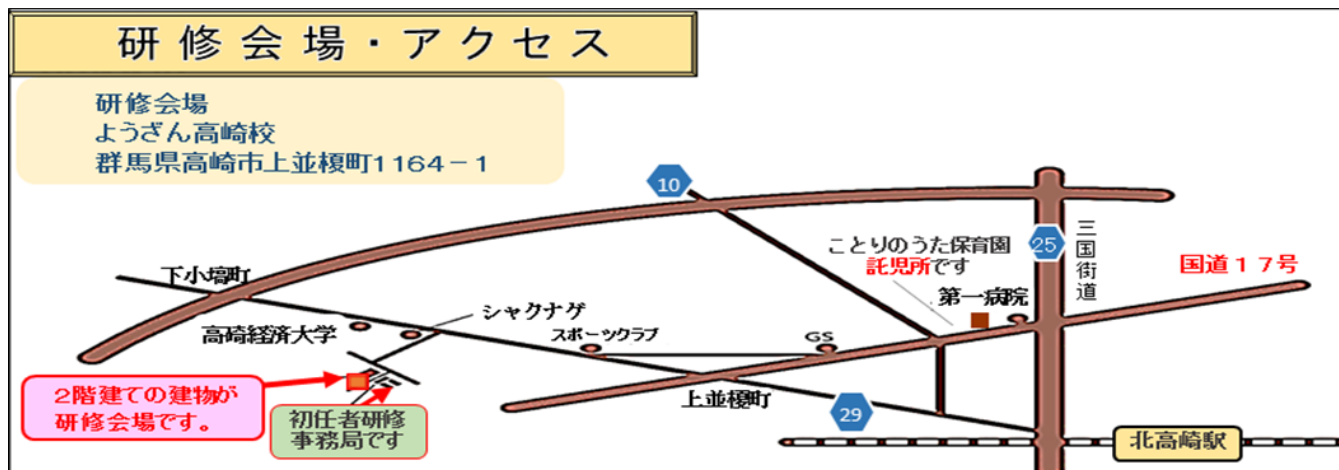 研修会場・アクセス
研修会場
ようざん高崎校
群馬県高崎市上並榎町1164－1
10
ことりのうた保育園
託児所です
25
三国街道
国道17号
下小塙町
シャクナゲ
第一病院
高碕経済大学
スポーツクラブ
GS
2階建ての建物が
研修会場です。
初任者研修
事務局です
上並榎町
29
北高崎駅